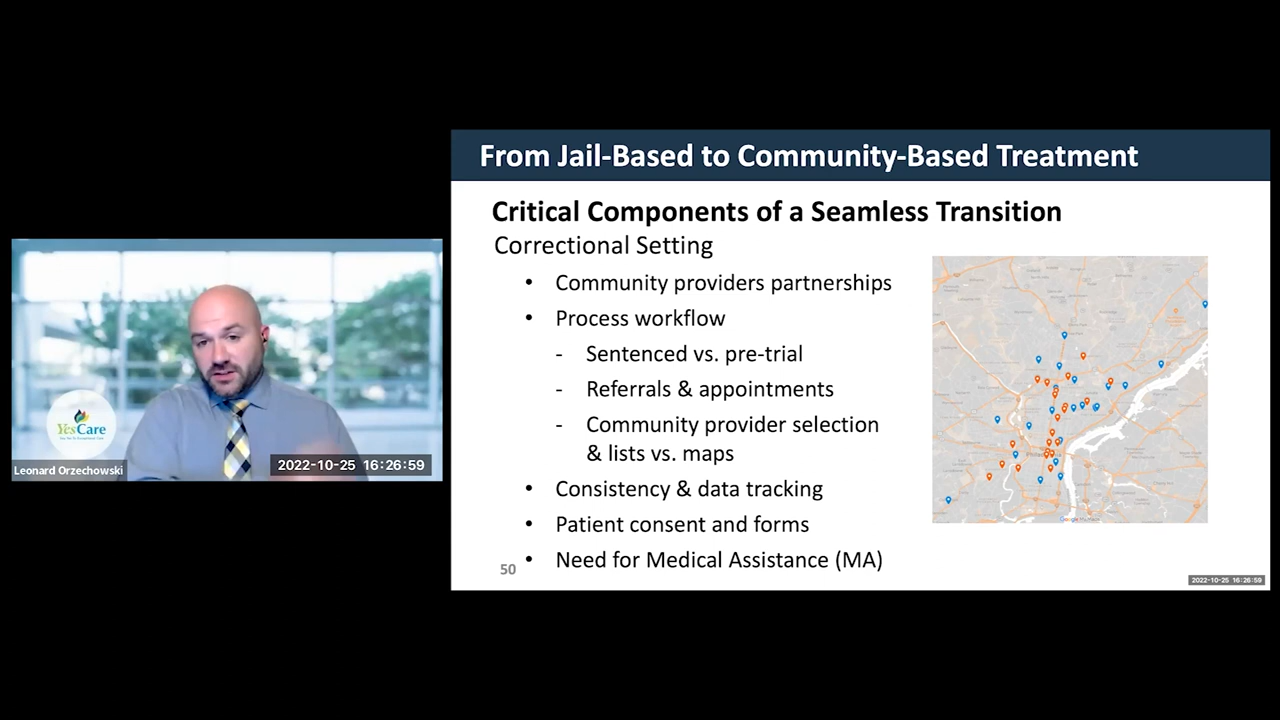 From Jail-Based to Community-Based Treatment
Critical Components of a Seamless Transition
Correctional Setting
• Community providers partnerships
• Process workflow
- Sentenced vs. pre-trial
- Referrals & appointments
- Community provider selection
& lists vs. maps
• Consistency & data tracking
• Patient consent and forms
• Need for Medical Assistance (MA)
50
2022-10-25 16:26:59
YesCare
Leonard Orzechowski
2022-10-25 16:26:59